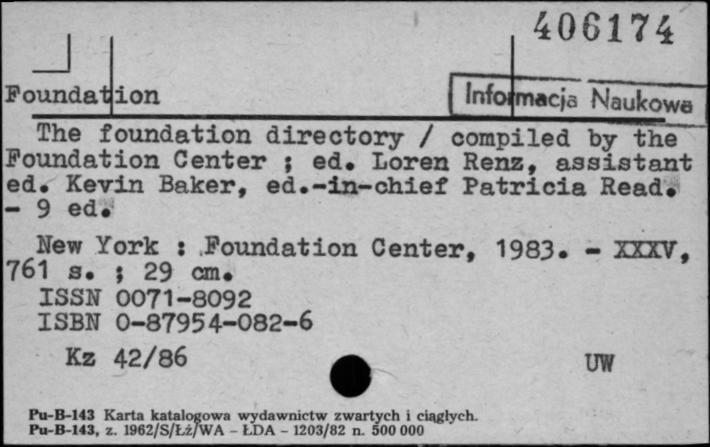 406174
Foundation
Informacja Naukowa
The foundation directory / compiled by the
Foundation Center ; ed. Loren Renz, assistant
ed. Kevin Baker, ed.-in-chief Patricia Read.
- 9 ed.
New York : Foundation Center, 1983. - XXXV,
761 s. ; 29 cm.
ISSN 0071-8092
ISBN 0-87954-082-6
Kz 42/86
UW
Pu-B-143 Karta katalogowa wydawnictw zwartych i ciągłych.
Pu-B-143, z. 1962/S/Łź/WA - ŁDA - 1203/82 n. 500 000